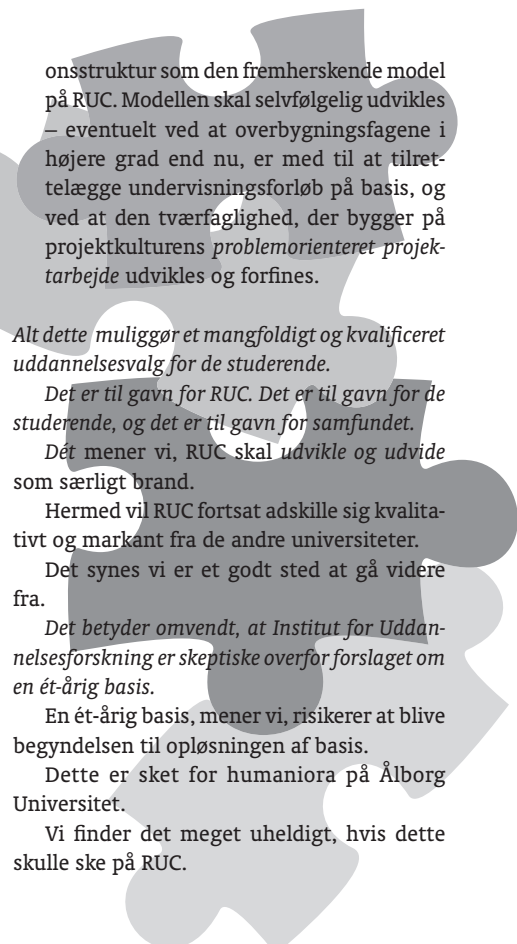 onsstruktur som den fremherskende model
på RUC. Modellen skal selvfølgelig udvikles
– eventuelt ved at overbygningsfagene i
højere grad end nu, er med til at tilret-
telægge undervisningsforløb på basis, og
ved at den tværfaglighed, der bygger på
projektkulturens problemorienteret projek-
tarbejde udvikles og forfines.
Alt dette muliggør et mangfoldigt og kvalificeret
uddannelsesvalg for de studerende.
Det er til gavn for RUC. Det er til gavn for de
studerende, og det er til gavn for samfundet.
Dét mener vi, RUC skal udvikle og udvide
som særligt brand.
Hermed vil RUC fortsat adskille sig kvalita-
tivt og markant fra de andre universiteter.
Det synes vi er et godt sted at gå videre
fra.
Det betyder omvendt, at Institut for Uddan-
nelsesforskning er skeptiske overfor forslaget om
en ét-årig basis.
En ét-årig basis, mener vi, risikerer at blive
begyndelsen til opløsningen af basis.
Dette er sket for humaniora på Ålborg
Universitet.
Vi finder det meget uheldigt, hvis dette
skulle ske på RUC.